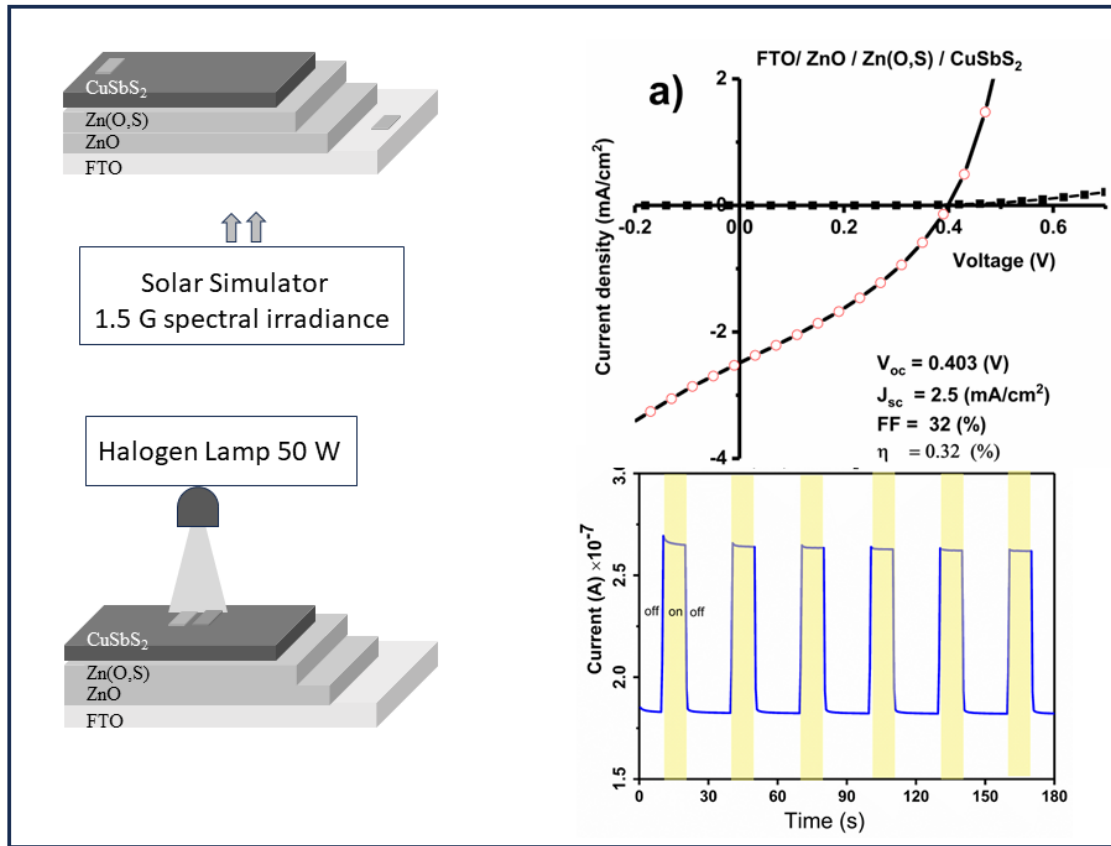 CuSbS₂
Zn(O,S)
ZnO
FTO
Solar Simulator
1.5 G spectral irradiance
Halogen Lamp 50 W
CuSbS₂
Zn(O,S)
ZnO
FTO
FTO/ ZnO / Zn(O,S) / CuSbS₂
a)
2
0
-2
-4
-0.2
0.0
0.2
0.4
0.6
Current density (mA/cm²)
Voltage (V)
Vₒc = 0.403 (V)
Jsc = 2.5 (mA/cm²)
FF = 32 (%)
η = 0.32 (%)
3.0
2.5
2.0
1.5
Current (A) ×10⁻⁷
off on off
0
30
60
90
120
150
180
Time (s)